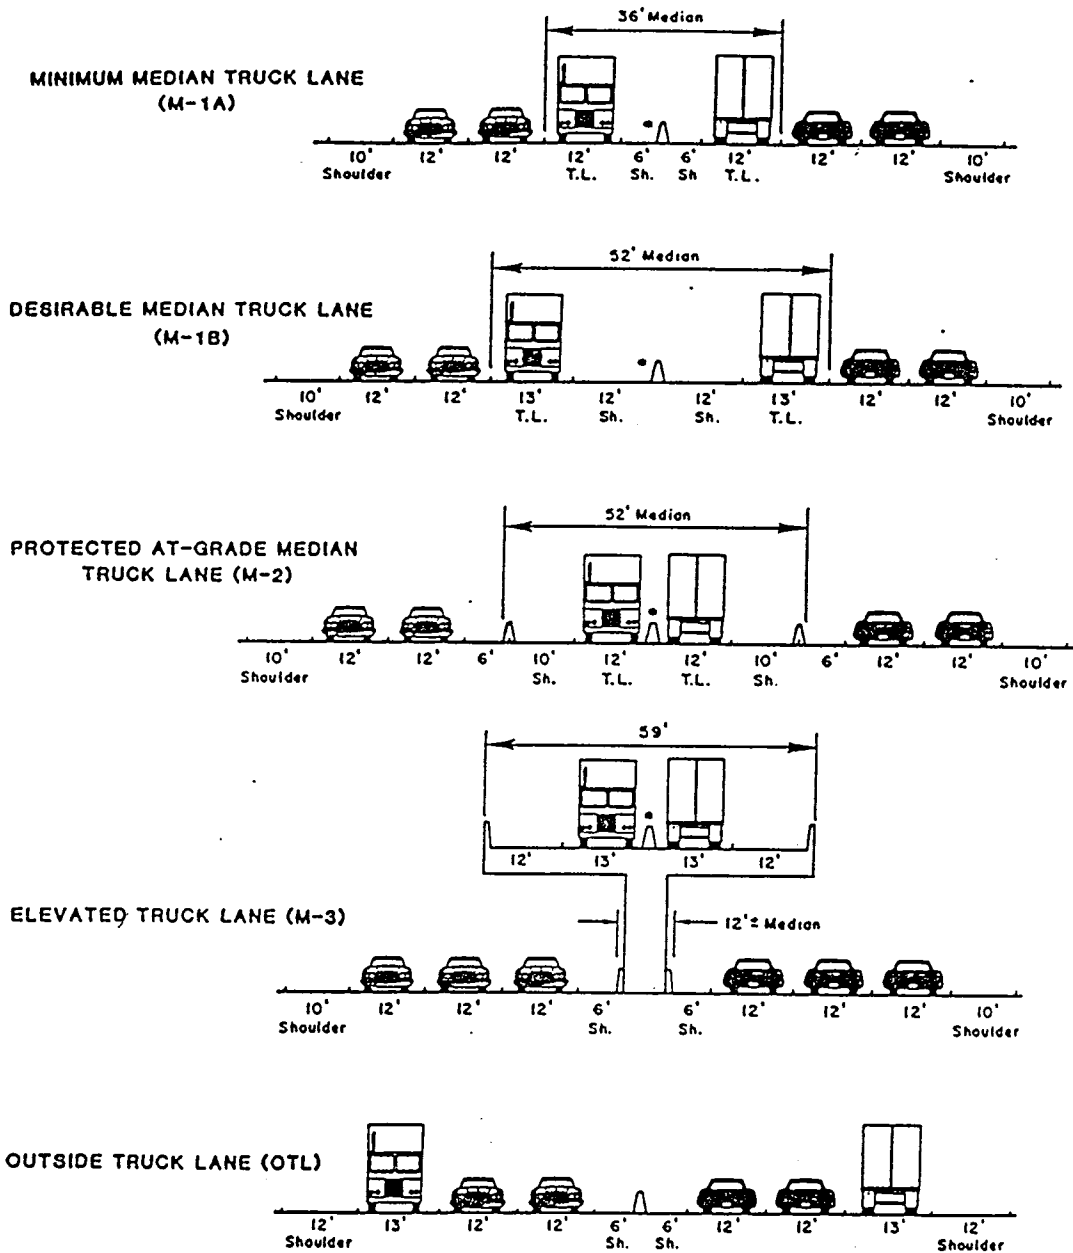 36' Median
MINIMUM MEDIAN TRUCK LANE
(M-1A)
10' 12' 12' 12' 6' 6' 12' 12' 12' 10'
Shoulder T.L. Sh. Sh T.L. Shoulder
52' Median
DESIRABLE MEDIAN TRUCK LANE
(M-1B)
10' 12' 12' 13' 12' 12' 13' 12' 12' 10'
Shoulder T.L. Sh. Sh. T.L. Shoulder
52' Median
PROTECTED AT-GRADE MEDIAN
TRUCK LANE (M-2)
10' 12' 12' 6' 10' 12' 12' 10' 6' 12' 12' 10'
Shoulder Sh. T.L. T.L. Sh. Shoulder
59'
12' 13' 13' 12'
ELEVATED TRUCK LANE (M-3)
12'± Median
10' 12' 12' 12' 6' 6' 12' 12' 12' 10'
Shoulder Sh. Sh. Shoulder
OUTSIDE TRUCK LANE (OTL)
12' 13' 12' 12' 6' 6' 12' 12' 13' 12'
Shoulder Sh. Sh. Shoulder